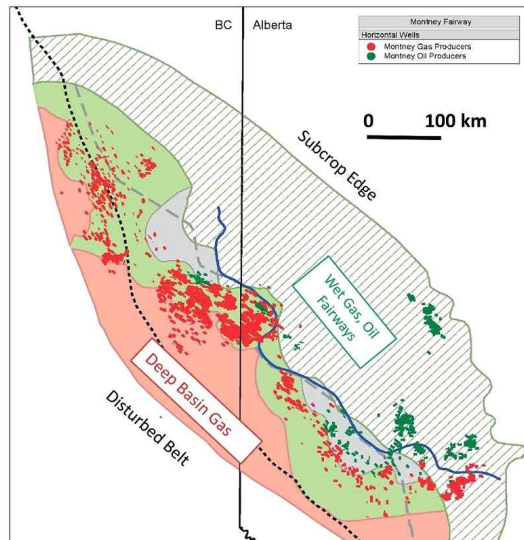 BC Alberta
Montney Fairway
Horizontal Wells
Montney Gas Producers
Montney Oil Producers
0 100 km
Subcrop Edge
Wet Gas, Oil
Fairways
Deep Basin Gas
Disturbed Belt